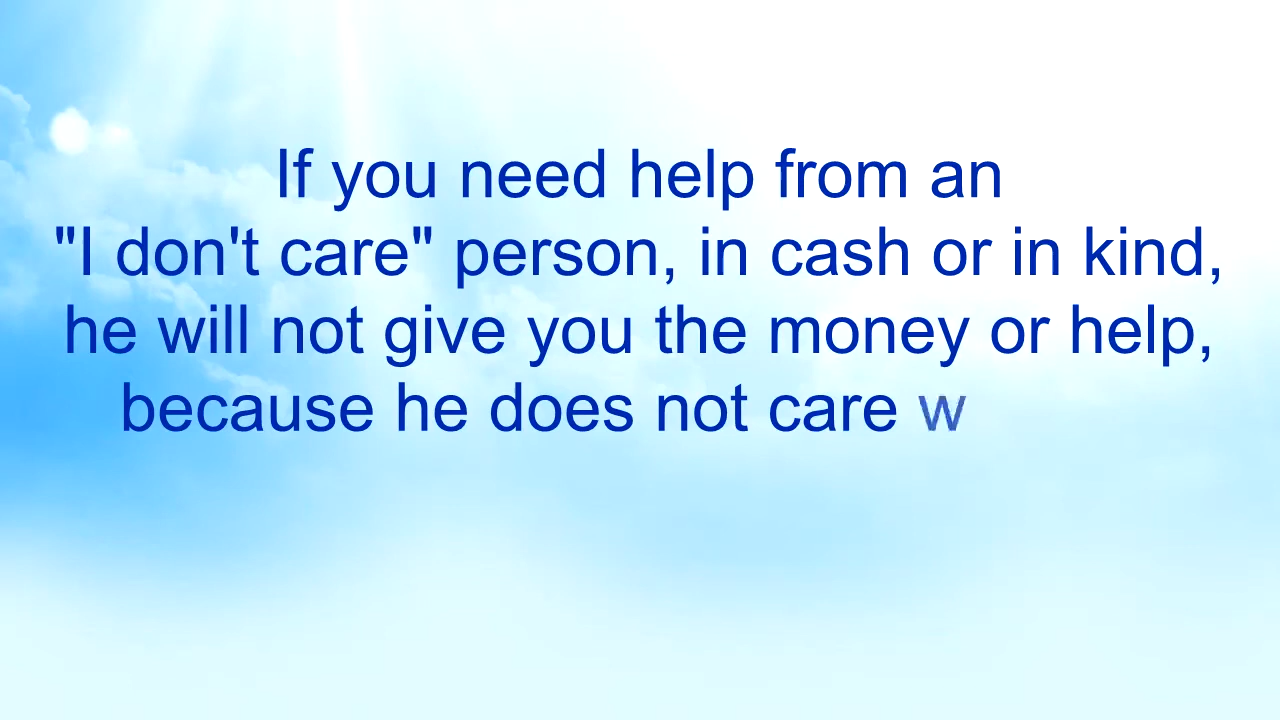 If you need help from an
"I don't care" person, in cash or in kind,
he will not give you the money or help,
because he does not care w